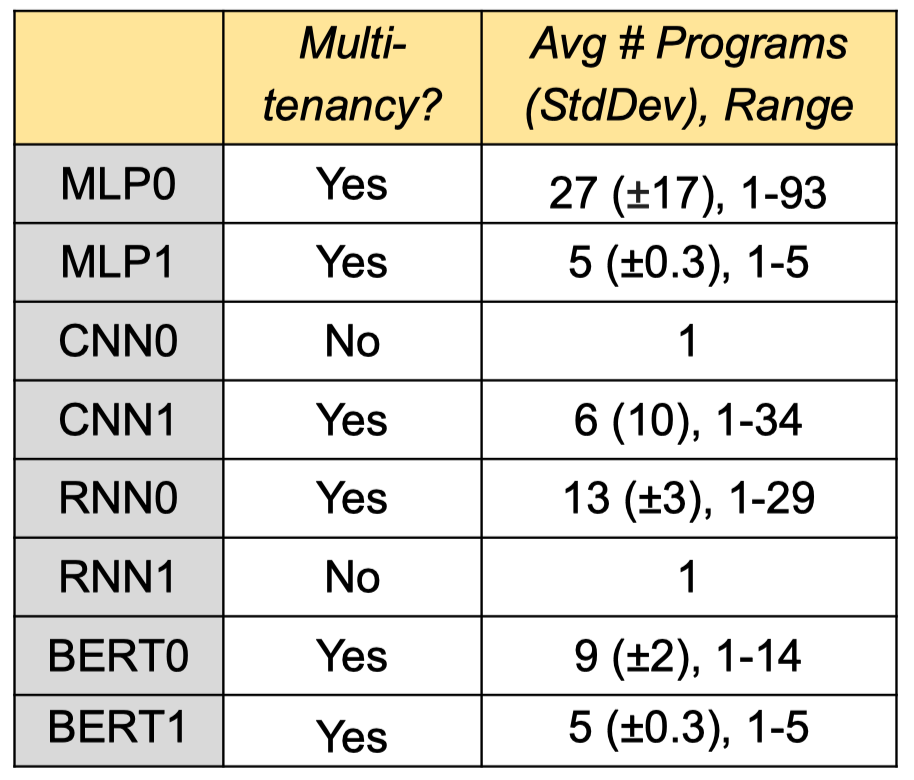 Multi-
tenancy?
Avg # Programs
(StdDev), Range
MLP0 Yes 27 (±17), 1-93
MLP1 Yes 5 (±0.3), 1-5
CNN0 No 1
CNN1 Yes 6 (10), 1-34
RNN0 Yes 13 (±3), 1-29
RNN1 No 1
BERT0 Yes 9 (±2), 1-14
BERT1 Yes 5 (±0.3), 1-5